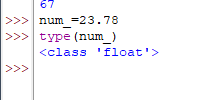 67
>>> num_=23.78
>>> type(num_)
<class 'float'>
>>>